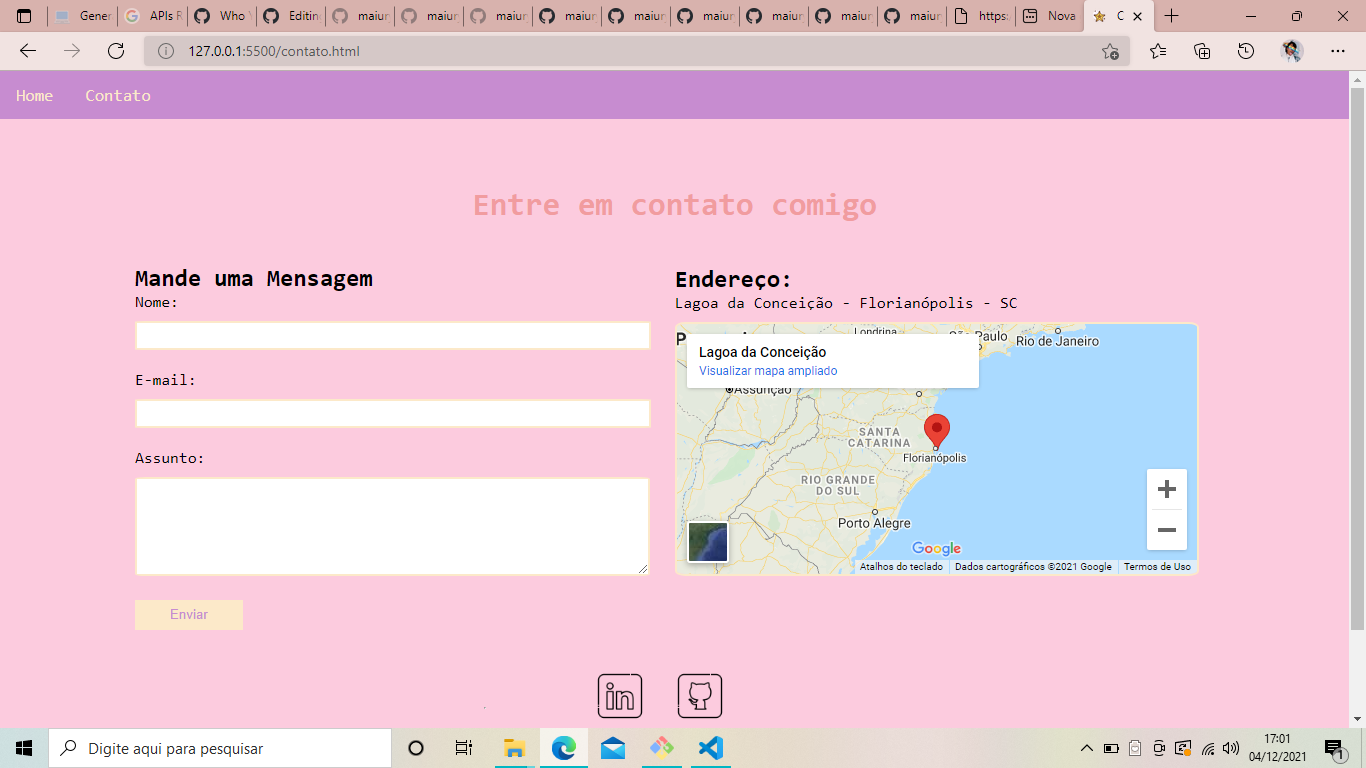 Gener
APIs R
Who
Editin
maiur
maiur
maiur
maiur
maiur
maiur
maiur
maiur
maiur
https:
Nova
C
127.0.0.1:5500/contato.html
Home Contato
Entre em contato comigo
Mande uma Mensagem
Nome:
E-mail:
Assunto:
Enviar
Endereço:
Lagoa da Conceição - Florianópolis - SC
Lagoa da Conceição
Visualizar mapa ampliado
Londrina
São Paulo
Rio de Janeiro
Assunção
SANTA
CATARINA
Florianópolis
RIO GRANDE
DO SUL
Porto Alegre
Google
Atalhos do teclado
Dados cartográficos ©2021 Google
Termos de Uso
in
Digite aqui para pesquisar
17:01
04/12/2021
1